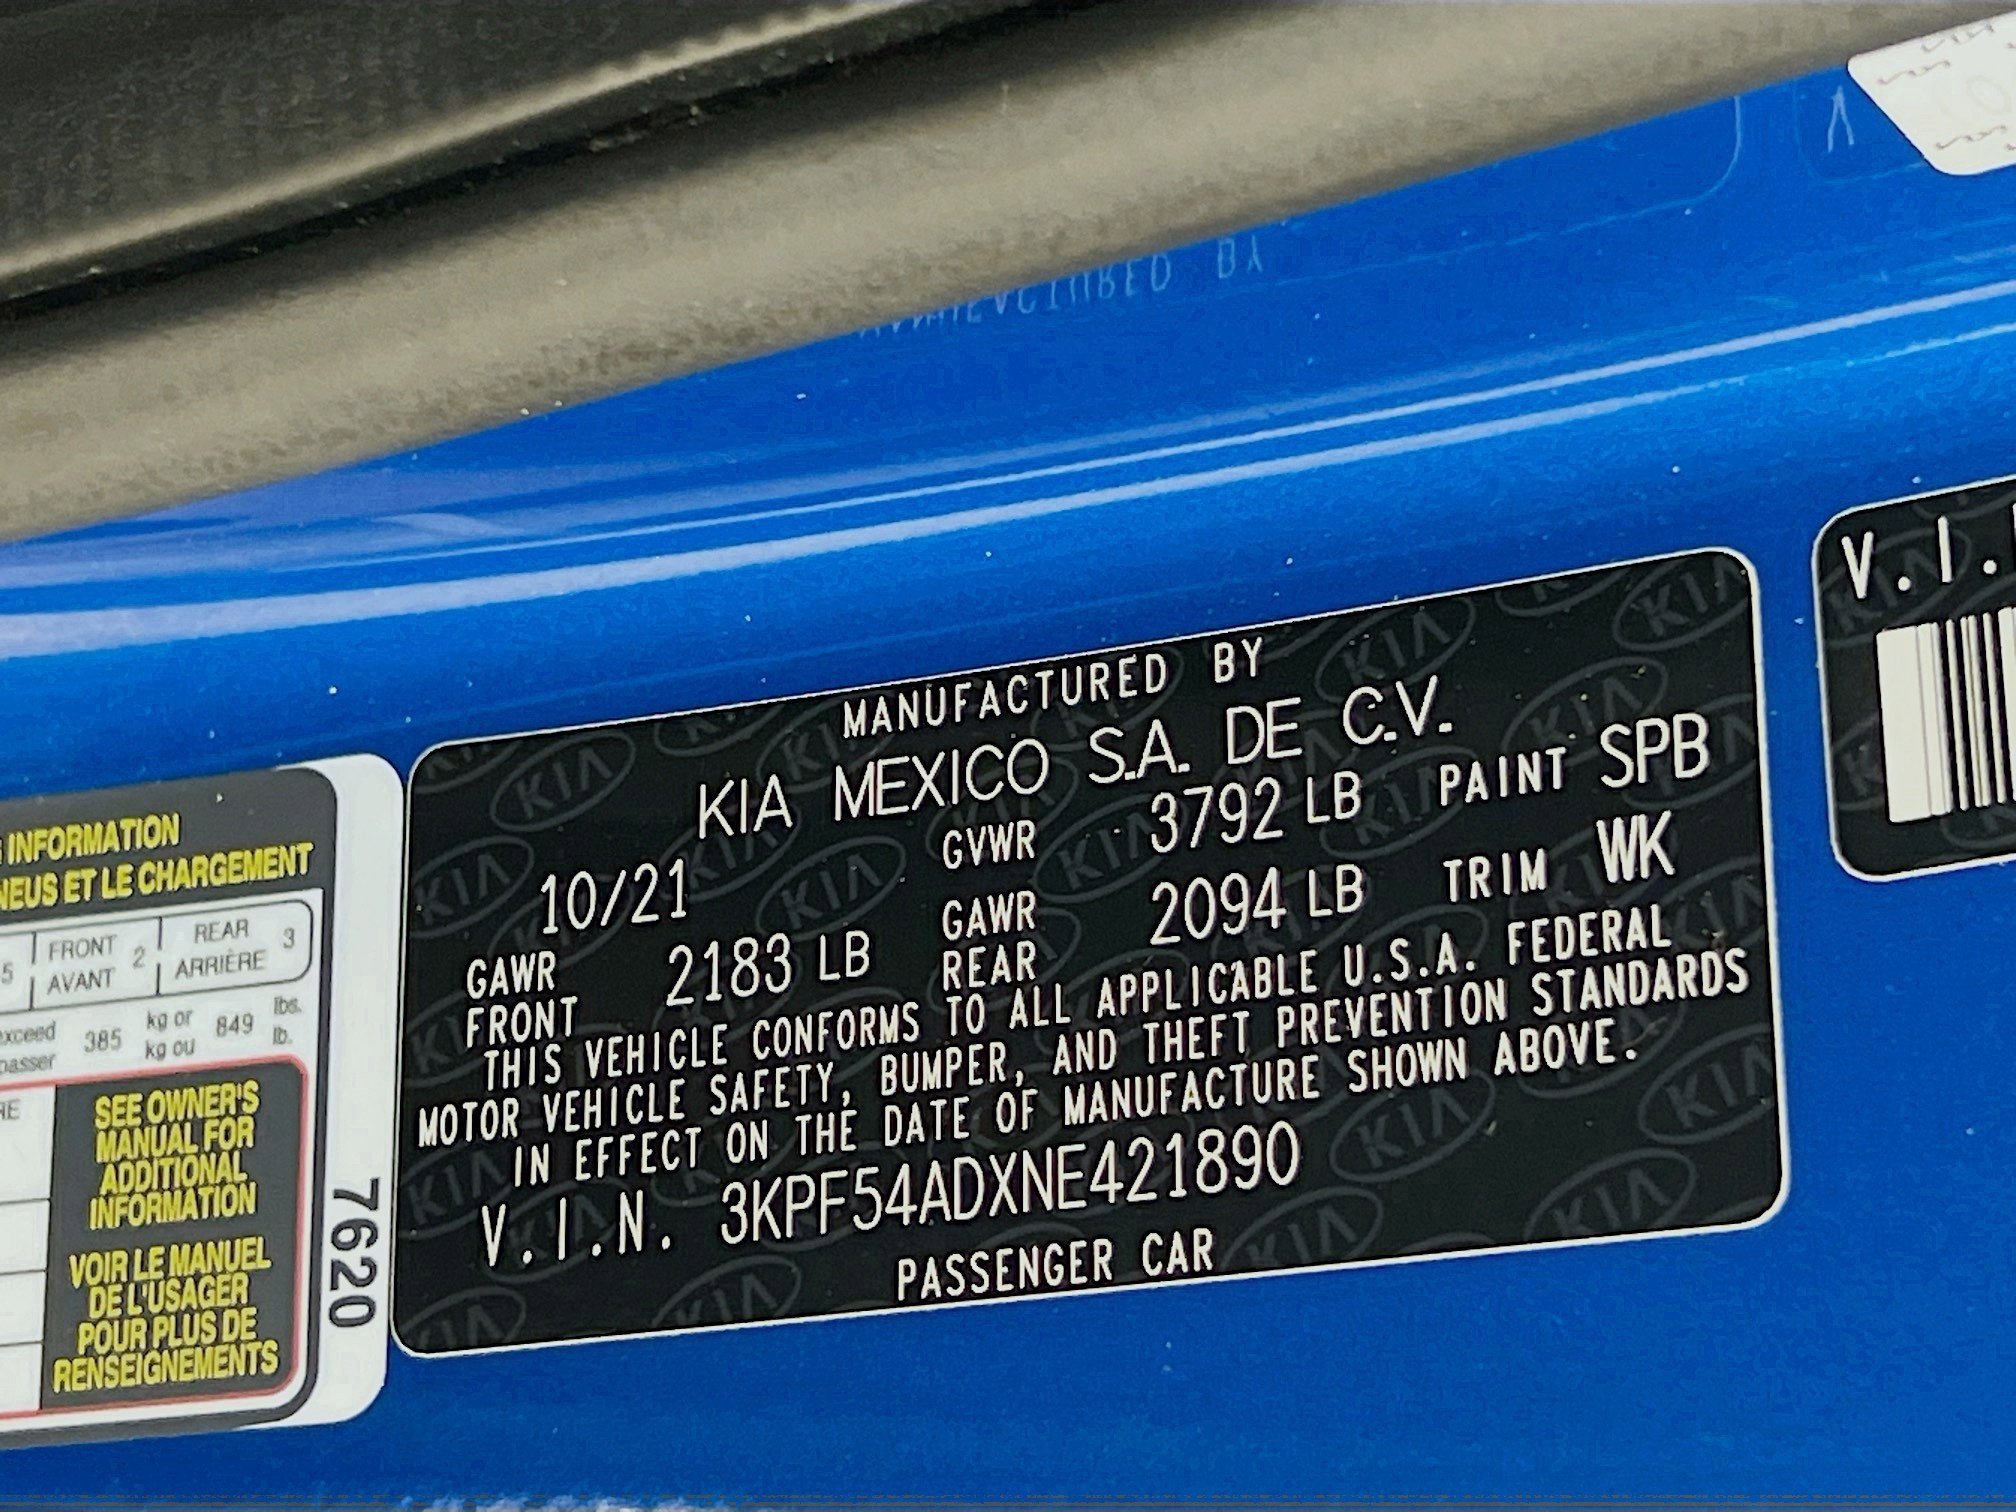 MANUFACTURED BY
KIA MEXICO S.A. DE C.V.
10/21 GVWR 3792 LB PAINT SPB
GAWR FRONT 2183 LB GAWR REAR 2094 LB TRIM WK
THIS VEHICLE CONFORMS TO ALL APPLICABLE U.S.A. FEDERAL
MOTOR VEHICLE SAFETY, BUMPER, AND THEFT PREVENTION STANDARDS
IN EFFECT ON THE DATE OF MANUFACTURE SHOWN ABOVE.
V.I.N. 3KPF54ADXNE421890
PASSENGER CAR
INFORMATION
ET LE CHARGEMENT
5 FRONT 2 REAR 3
AVANT ARRIÈRE
exceed 385 kg or 849 lbs.
kg ou lb.
SEE OWNER'S
MANUAL FOR
ADDITIONAL
INFORMATION
VOIR LE MANUEL
DE L'USAGER
POUR PLUS DE
RENSEIGNEMENTS
7620
V.I.